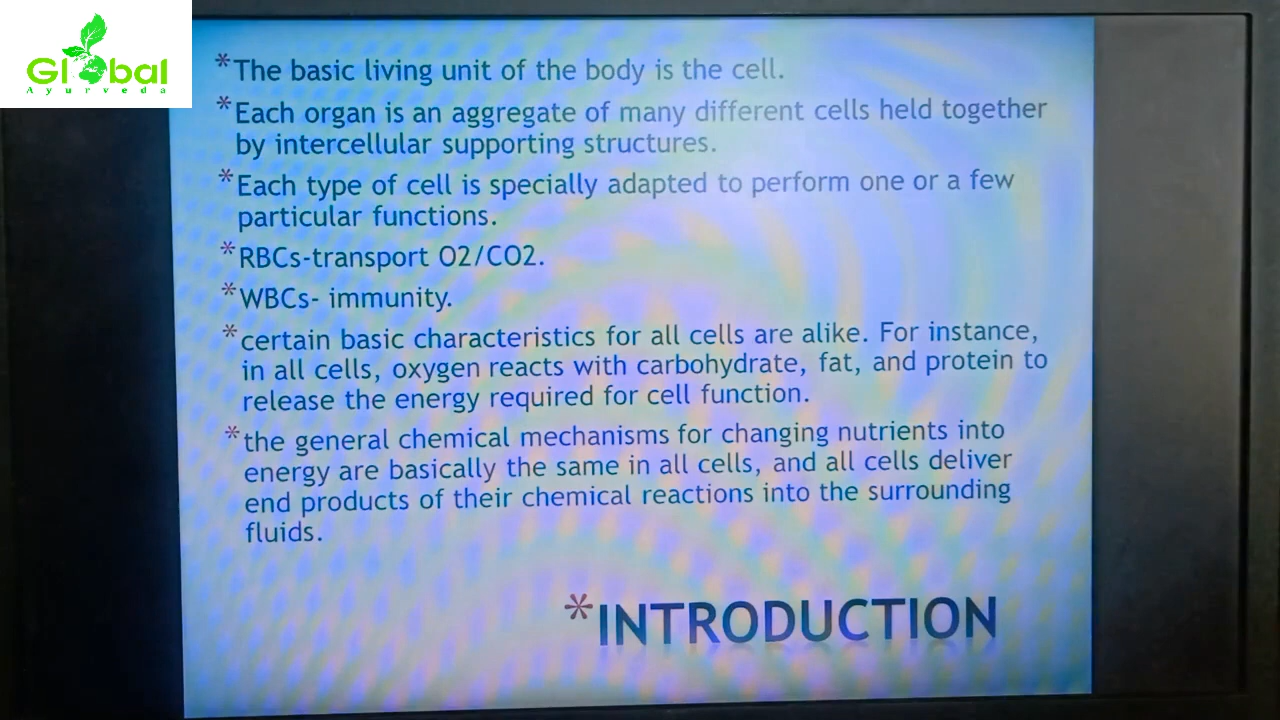 Global
Ayurveda
*The basic living unit of the body is the cell.
*Each organ is an aggregate of many different cells held together
by intercellular supporting structures.
*Each type of cell is specially adapted to perform one or a few
particular functions.
*RBCs-transport O2/CO2.
*WBCs- immunity.
*certain basic characteristics for all cells are alike. For instance,
in all cells, oxygen reacts with carbohydrate, fat, and protein to
release the energy required for cell function.
*the general chemical mechanisms for changing nutrients into
energy are basically the same in all cells, and all cells deliver
end products of their chemical reactions into the surrounding
fluids.
*INTRODUCTION